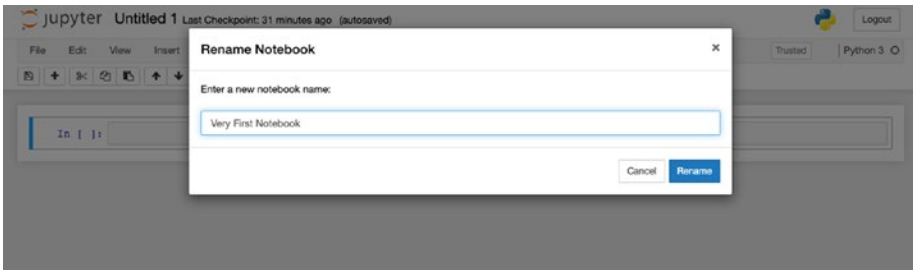 jupyter Untitled 1 Last Checkpoint: 31 minutes ago (autosaved) Logout
File Edit View Insert Rename Notebook × Trusted Python 3 O
Enter a new notebook name:
Very First Notebook
In [ ]:
Cancel Rename